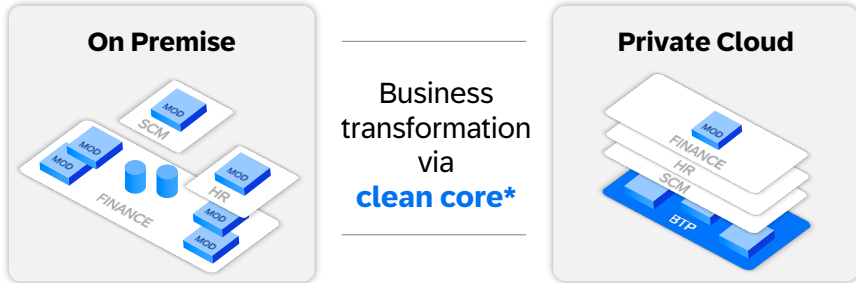 On Premise
MOD
SCM
MOD
MOD
MOD
HR
FINANCE
MOD
MOD
Business
transformation
via
clean core*
Private Cloud
MOD
FINANCE
HR
SCM
BTP